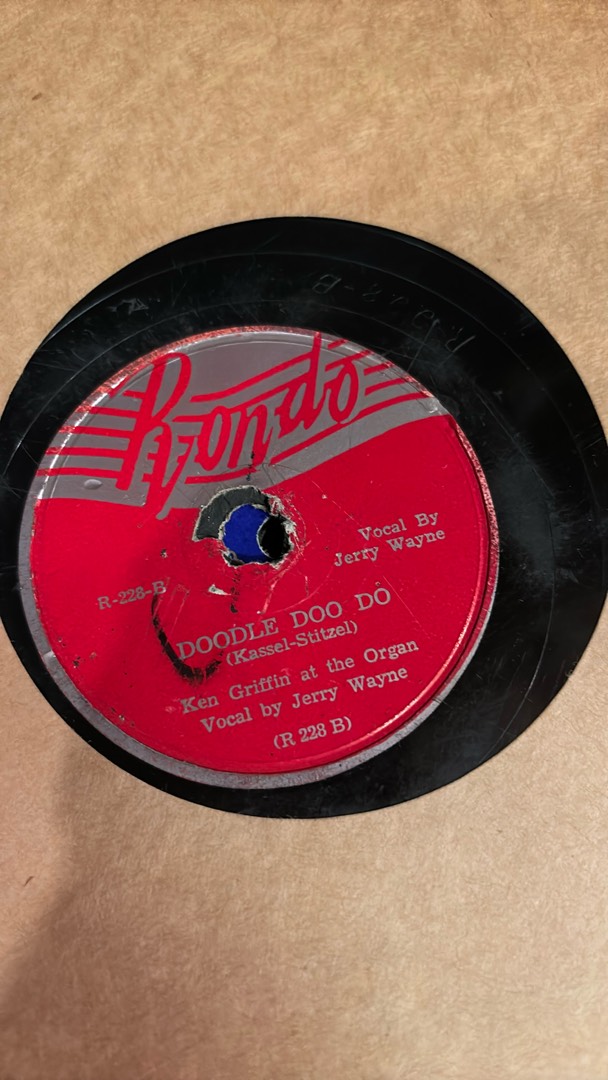 Rondo
Vocal By
Jerry Wayne
R-228-B
DOODLE DOO DO
(Kassel-Stitzel)
Ken Griffin at the Organ
Vocal by Jerry Wayne
(R 228 B)